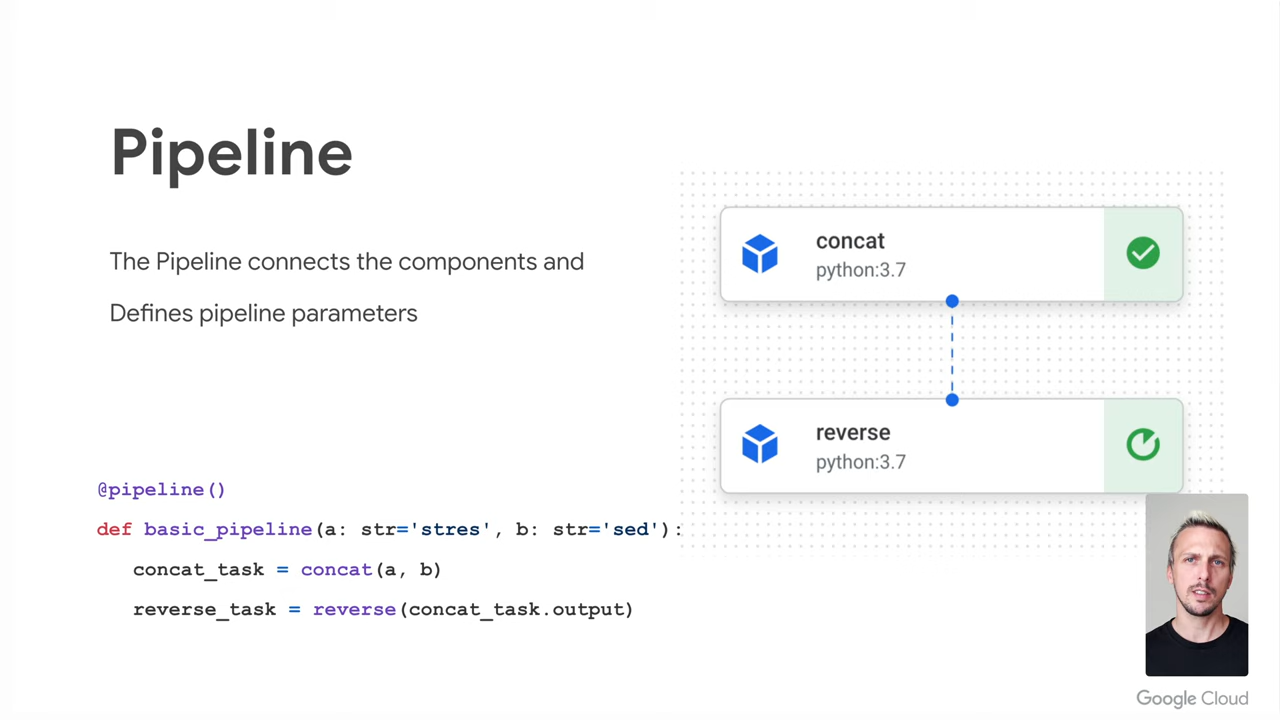 Pipeline
The Pipeline connects the components and
Defines pipeline parameters
@pipeline()
def basic_pipeline(a: str='stres', b: str='sed'):
concat_task = concat(a, b)
reverse_task = reverse(concat_task.output)
concat
python:3.7
reverse
python:3.7
Google Cloud